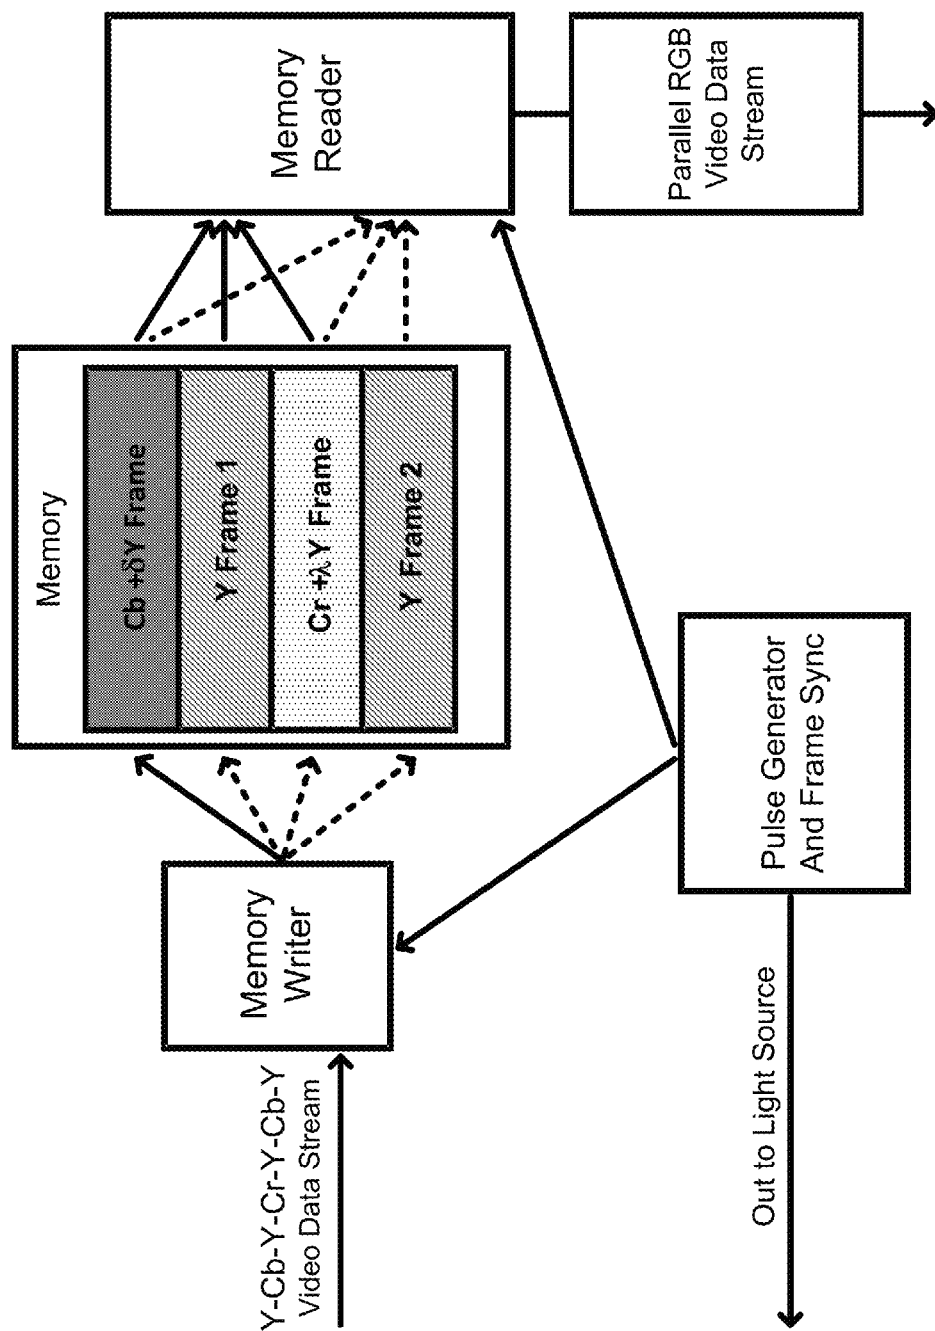 Y-Cb-Y-Cr-Y-Cb-Y
Video Data Stream
Memory
Writer
Memory
Cb +δY Frame
Y Frame 1
Cr +λ Y Frame
Y Frame 2
Memory
Reader
Parallel RGB
Video Data
Stream
Pulse Generator
And Frame Sync
Out to Light Source